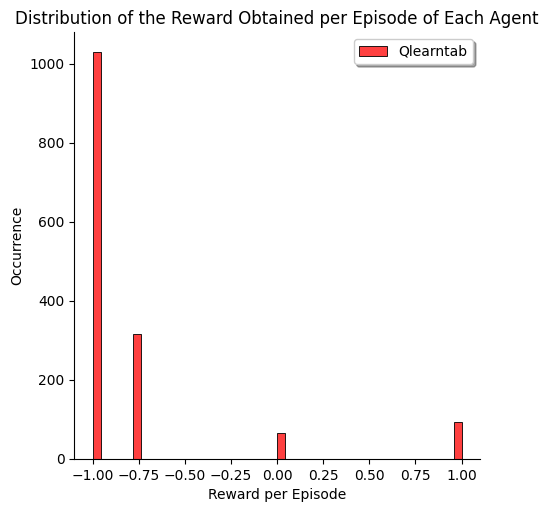 Distribution of the Reward Obtained per Episode of Each Agent
Qlearntab
1000
800
600
400
200
0
Occurrence
−1.00 −0.75 −0.50 −0.25 0.00 0.25 0.50 0.75 1.00
Reward per Episode